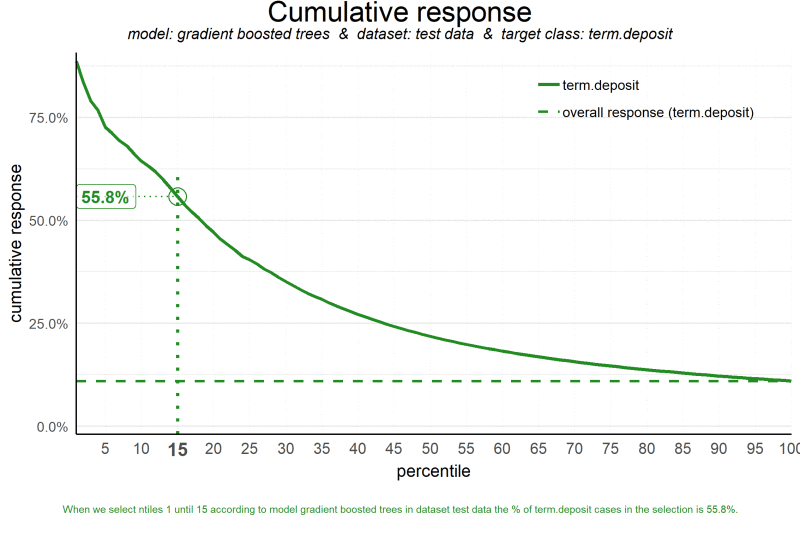 Cumulative response
model: gradient boosted trees & dataset: test data & target class: term.deposit
term.deposit
overall response (term.deposit)
75.0%
55.8%
50.0%
25.0%
0.0%
cumulative response
5 10 15 20 25 30 35 40 45 50 55 60 65 70 75 80 85 90 95 100
percentile
When we select ntiles 1 until 15 according to model gradient boosted trees in dataset test data the % of term.deposit cases in the selection is 55.8%.